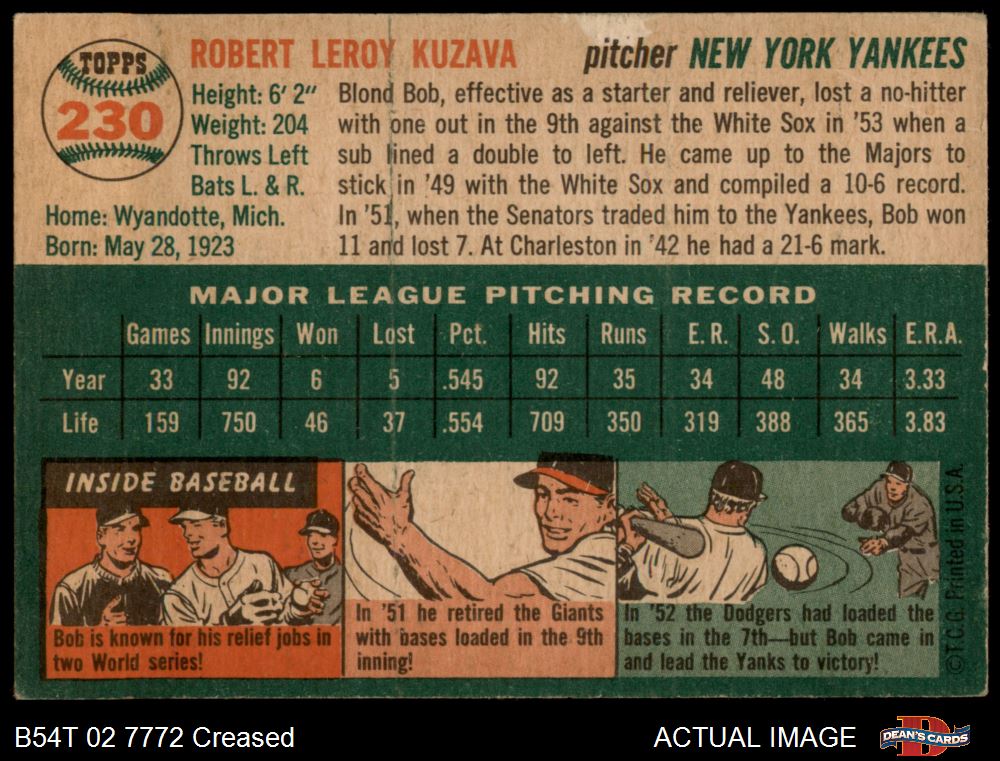 TOPPS
230
ROBERT LEROY KUZAVA
pitcher NEW YORK YANKEES
Height: 6' 2"
Weight: 204
Throws Left
Bats L. & R.
Home: Wyandotte, Mich.
Born: May 28, 1923
Blond Bob, effective as a starter and reliever, lost a no-hitter
with one out in the 9th against the White Sox in '53 when a
sub lined a double to left. He came up to the Majors to
stick in '49 with the White Sox and compiled a 10-6 record.
In '51, when the Senators traded him to the Yankees, Bob won
11 and lost 7. At Charleston in '42 he had a 21-6 mark.
MAJOR LEAGUE PITCHING RECORD
Games Innings Won Lost Pct. Hits Runs E. R. S. O. Walks E.R.A.
Year 33 92 6 5 .545 92 35 34 48 34 3.33
Life 159 750 46 37 .554 709 350 319 388 365 3.83
INSIDE BASEBALL
Bob is known for his relief jobs in
two World series!
In '51 he retired the Giants
with bases loaded in the 9th
inning!
In '52 the Dodgers had loaded the
bases in the 7th—but Bob came in
and lead the Yanks to victory!
©T.C.G. Printed in U.S.A.
B54T 02 7772 Creased
ACTUAL IMAGE
DEAN'S CARDS